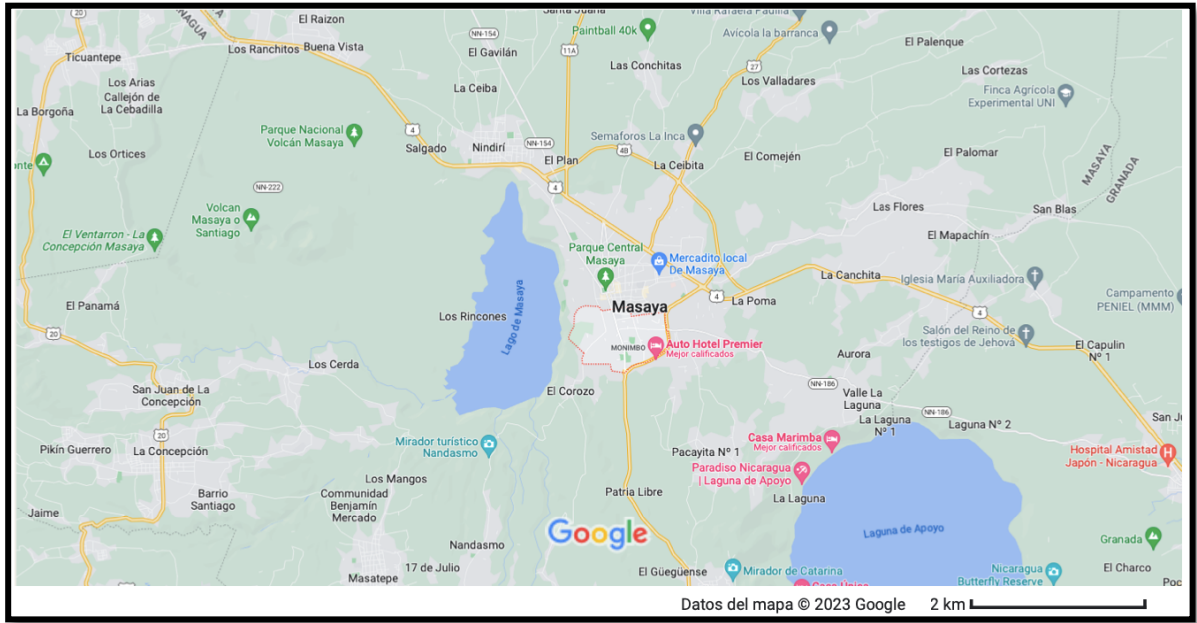 20
MANAGUA
MASAYA
El Raizon
Santa Juana
Paintball 40k
Villa Rafaela Padilla
Avicola la barranca
El Palenque
NN-154
11A
Los Ranchitos
Buena Vista
El Gavilán
Ticuantepe
Las Conchitas
27
Los Valladares
Las Cortezas
Los Arias
Callejón de
La Cebadilla
La Ceiba
Finca Agricola
Experimental UNI
La Borgoña
Parque Nacional
Volcán Masaya
4
Salgado
Nindirí
NN-154
El Plan
4B
Semaforos La Inca
La Ceibita
El Comején
El Palomar
MASAYA
GRANADA
Los Ortices
nte
NN-222
4
Volcan
Masaya o
Santiago
Las Flores
San Blas
El Ventarron - La
Concepción Masaya
Parque Central
Masaya
Mercadito local
De Masaya
El Mapachín
La Canchita
Iglesia María Auxiliadora
Campamento
PENIEL (MMM)
El Panamá
20
Los Rincones
Lago de Masaya
Masaya
4
La Poma
4
Salón del Reino de
los testigos de Jehová
MONIMBO
Auto Hotel Premier
Mejor calificados
Aurora
El Capulin
Nº 1
Los Cerda
San Juan de La
Concepción
El Corozo
NN-186
Valle La
Laguna
La Laguna
Nº 1
NN-186
Laguna Nº 2
San Ju
20
Pikín Guerrero
La Concepción
Mirador turístico
Nandasmo
Pacayita Nº 1
Casa Marimba
Mejor calificados
Paradiso Nicaragua
| Laguna de Apoyo
Hospital Amistad
Japón - Nicaragua
Los Mangos
Barrio
Santiago
Communidad
Benjamín
Mercado
Patria Libre
La Laguna
Jaime
Google
Laguna de Apoyo
Granada
Nandasmo
17 de Julio
Masatepe
El Güegüense
Mirador de Catarina
Nicaragua
Butterfly Reserve
El Charco
Poc
Datos del mapa © 2023 Google
2 km